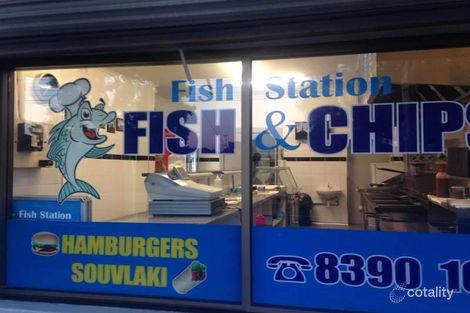 Fish Station
FISH & CHIPS
Fish Station
HAMBURGERS
SOUVLAKI
☎ 8390
cotality